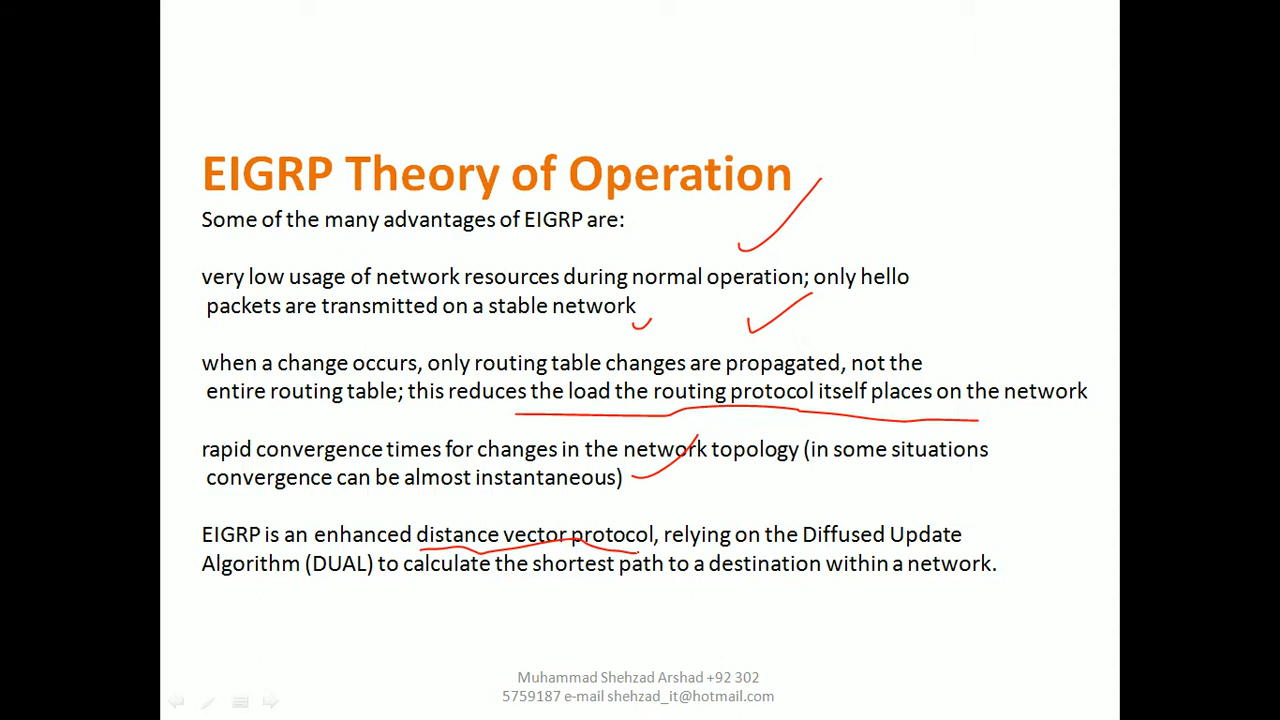 EIGRP Theory of Operation
Some of the many advantages of EIGRP are:
very low usage of network resources during normal operation; only hello
packets are transmitted on a stable network
when a change occurs, only routing table changes are propagated, not the
entire routing table; this reduces the load the routing protocol itself places on the network
rapid convergence times for changes in the network topology (in some situations
convergence can be almost instantaneous)
EIGRP is an enhanced distance vector protocol, relying on the Diffused Update
Algorithm (DUAL) to calculate the shortest path to a destination within a network.
Muhammad Shehzad Arshad +92 302
5759187 e-mail shehzad_it@hotmail.com